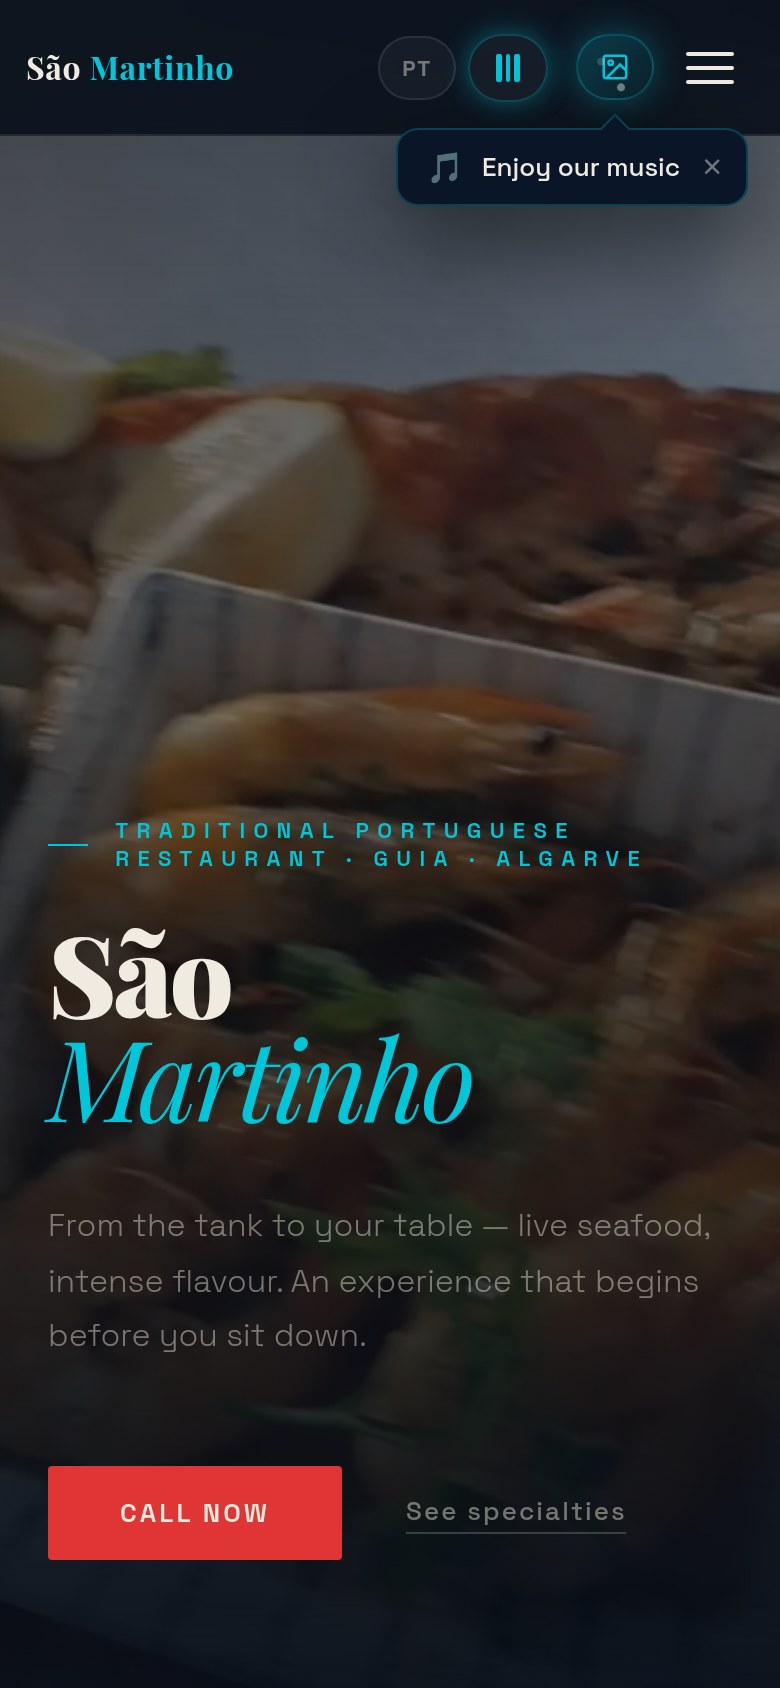 São Martinho
PT
Enjoy our music
TRADITIONAL PORTUGUESE
RESTAURANT · GUIA · ALGARVE
São
Martinho
From the tank to your table — live seafood,
intense flavour. An experience that begins
before you sit down.
CALL NOW
See specialties